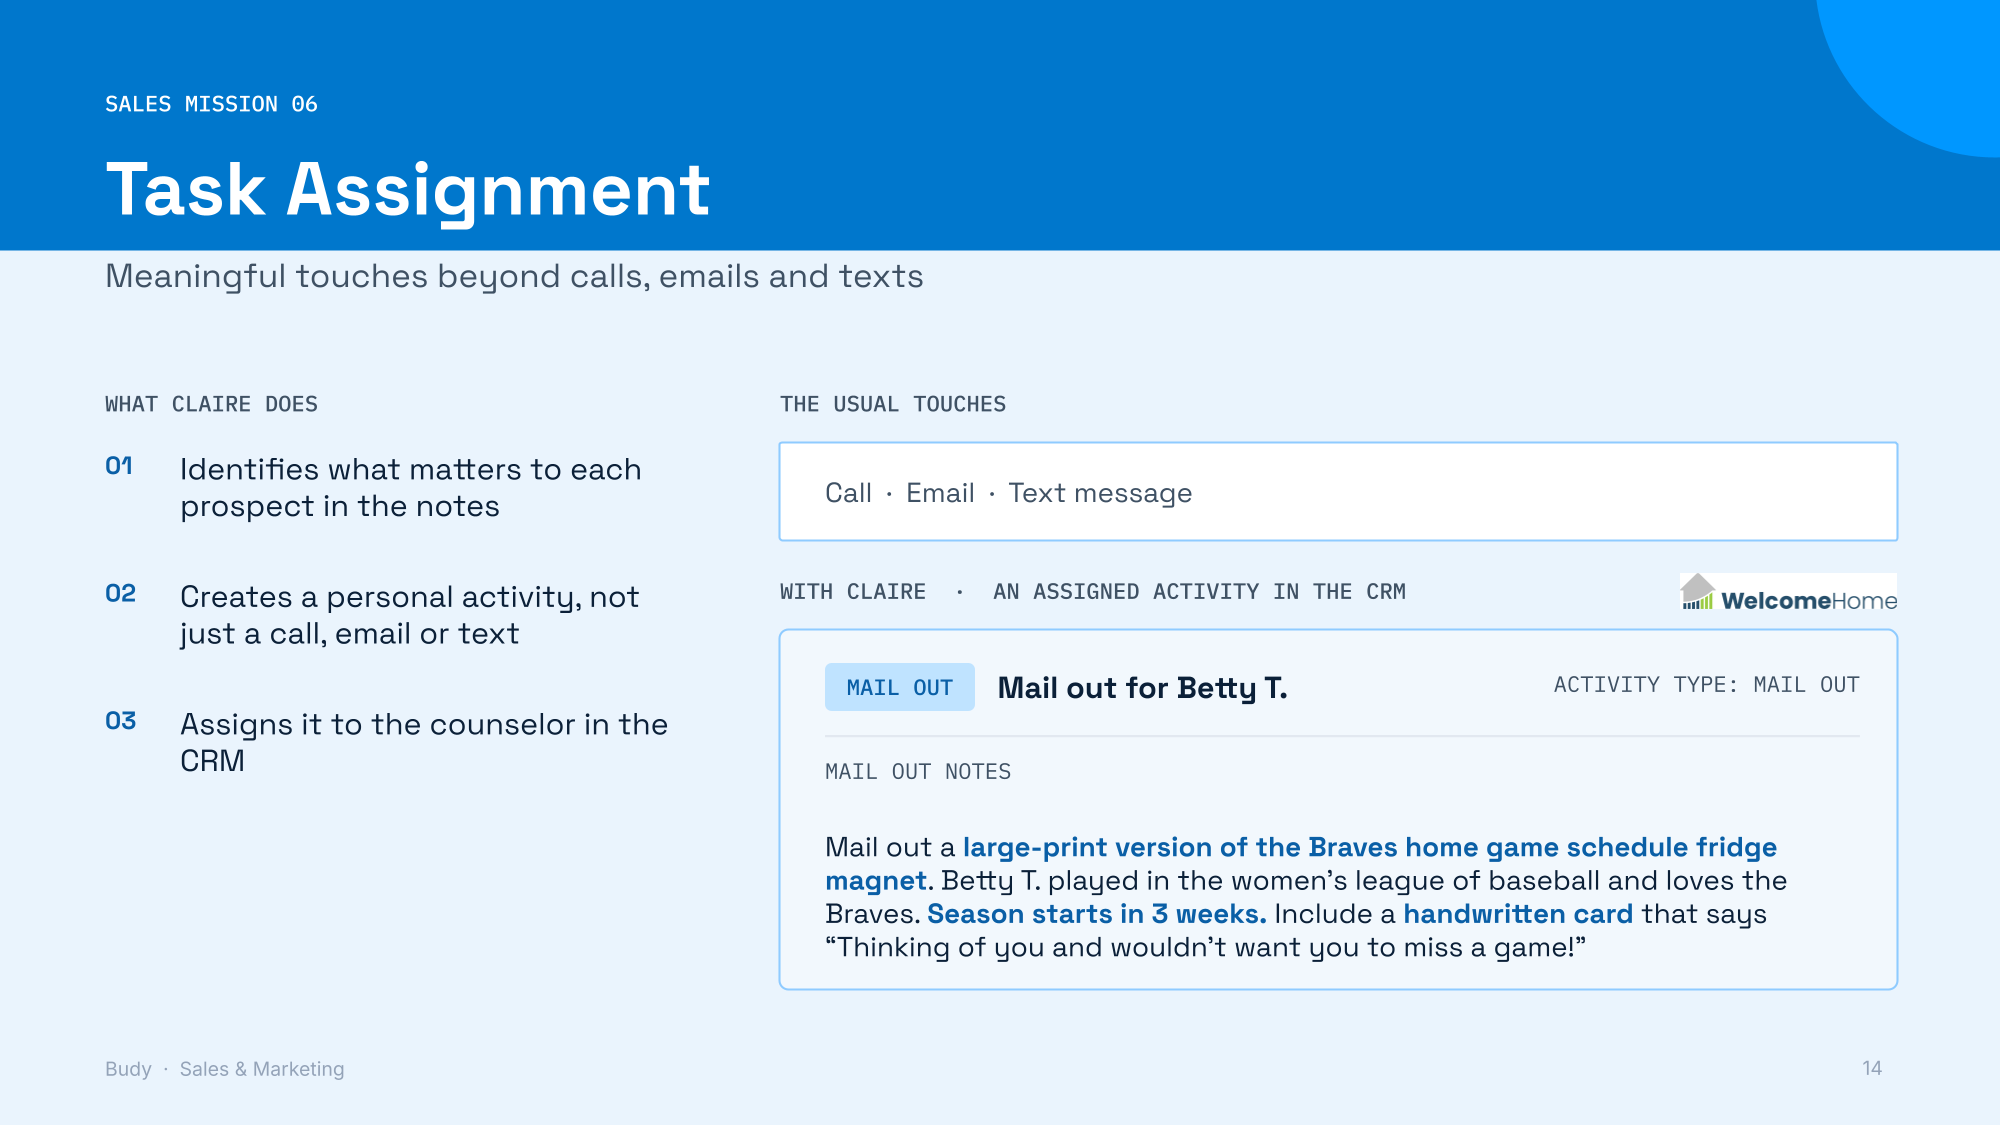 SALES MISSION 06
Task Assignment
Meaningful touches beyond calls, emails and texts
WHAT CLAIRE DOES
01 Identifies what matters to each
prospect in the notes
02 Creates a personal activity, not
just a call, email or text
03 Assigns it to the counselor in the
CRM
THE USUAL TOUCHES
Call · Email · Text message
WITH CLAIRE · AN ASSIGNED ACTIVITY IN THE CRM
WelcomeHome
MAIL OUT Mail out for Betty T. ACTIVITY TYPE: MAIL OUT
MAIL OUT NOTES
Mail out a large-print version of the Braves home game schedule fridge
magnet. Betty T. played in the women’s league of baseball and loves the
Braves. Season starts in 3 weeks. Include a handwritten card that says
“Thinking of you and wouldn’t want you to miss a game!”
Budy · Sales & Marketing
14